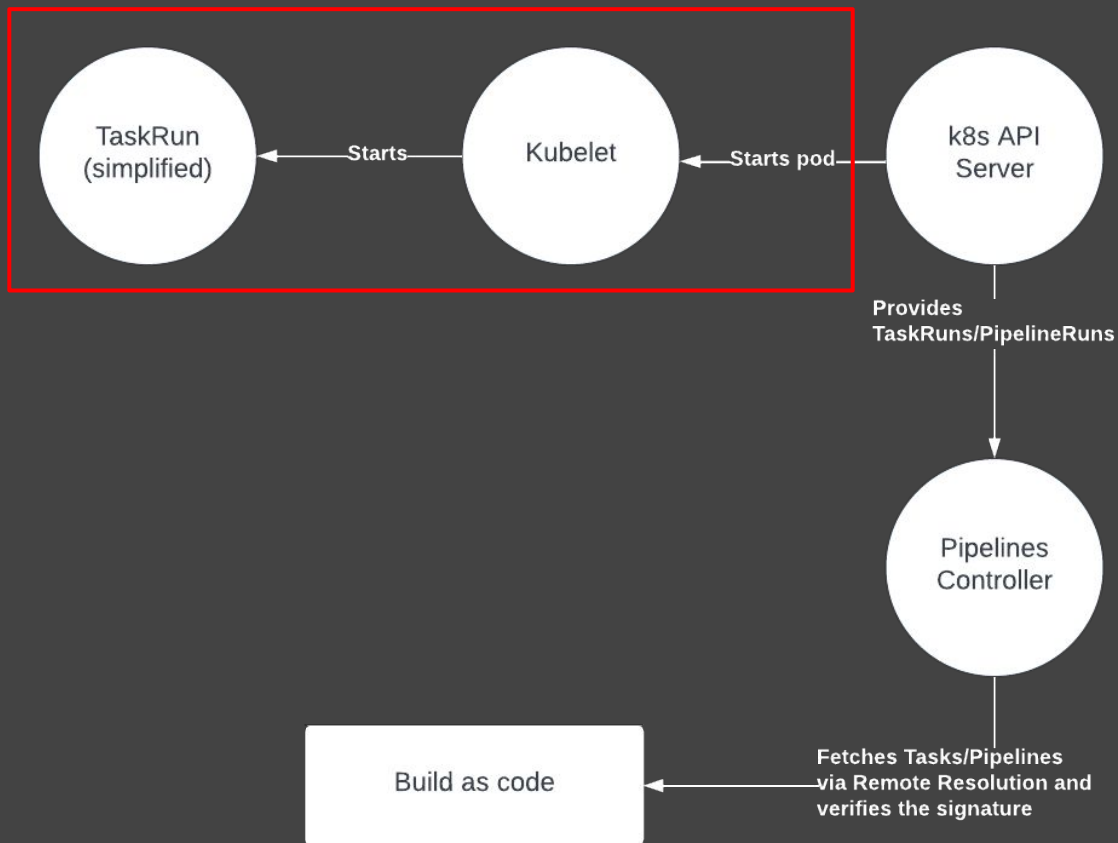 TaskRun
(simplified)
Starts
Kubelet
Starts pod
k8s API
Server
Provides
TaskRuns/PipelineRuns
Pipelines
Controller
Build as code
Fetches Tasks/Pipelines
via Remote Resolution and
verifies the signature